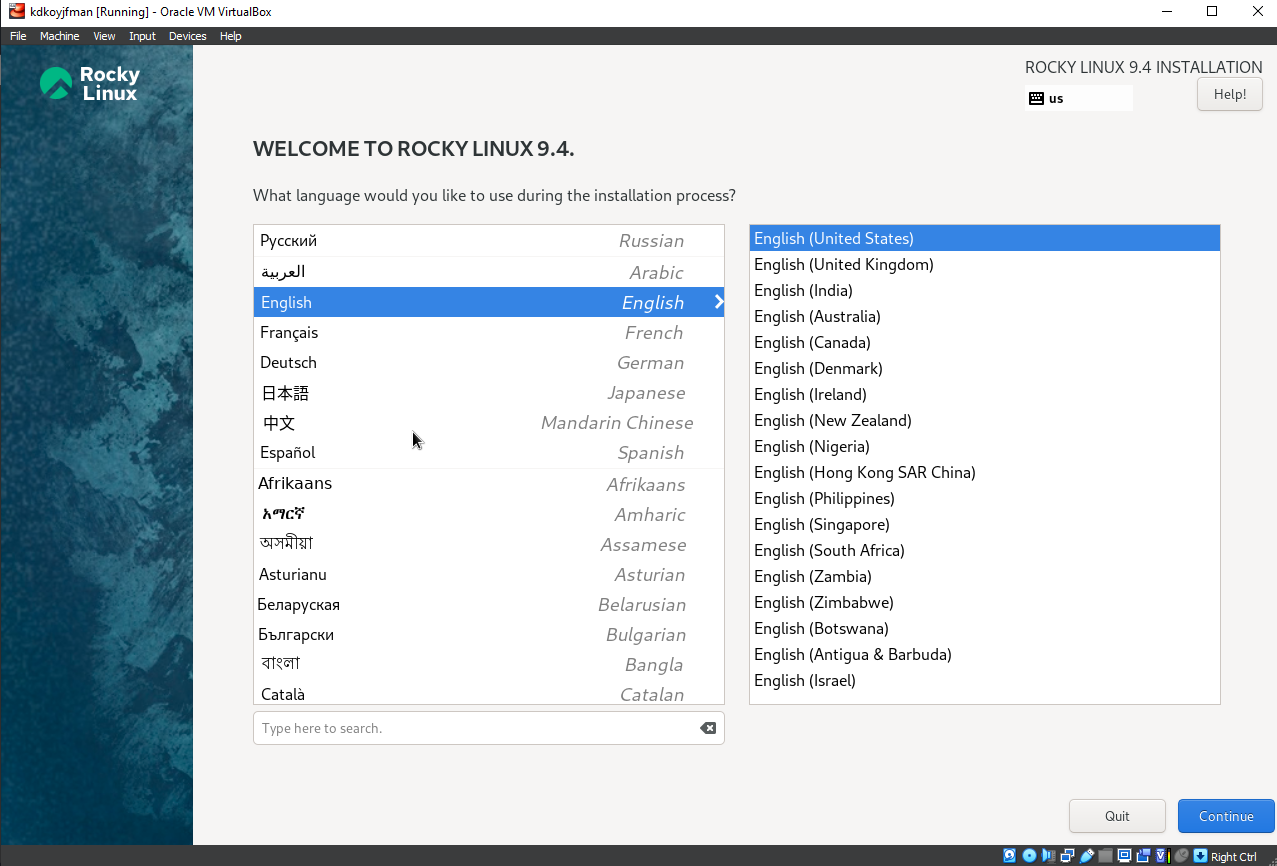 kdkoyjfman [Running] - Oracle VM VirtualBox
File Machine View Input Devices Help
Rocky
Linux
ROCKY LINUX 9.4 INSTALLATION
us
Help!
WELCOME TO ROCKY LINUX 9.4.
What language would you like to use during the installation process?
Русский Russian
العربية Arabic
English English
Français French
Deutsch German
日本語 Japanese
中文 Mandarin Chinese
Español Spanish
Afrikaans Afrikaans
አማርኛ Amharic
অসমীয়া Assamese
Asturianu Asturian
Беларуская Belarusian
Български Bulgarian
বাংলা Bangla
Català Catalan
Type here to search.
English (United States)
English (United Kingdom)
English (India)
English (Australia)
English (Canada)
English (Denmark)
English (Ireland)
English (New Zealand)
English (Nigeria)
English (Hong Kong SAR China)
English (Philippines)
English (Singapore)
English (South Africa)
English (Zambia)
English (Zimbabwe)
English (Botswana)
English (Antigua & Barbuda)
English (Israel)
Quit
Continue
Right Ctrl